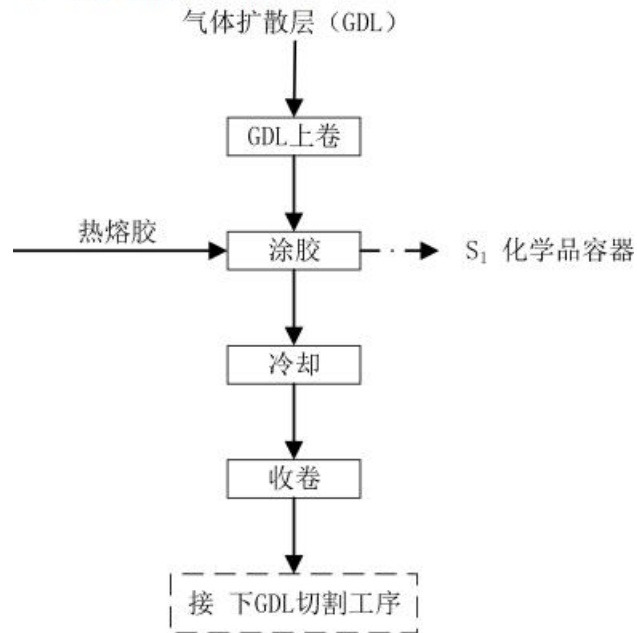 气体扩散层（GDL）
GDL上卷
热熔胶
涂胶
S₁ 化学品容器
冷却
收卷
接 下GDL切割工序